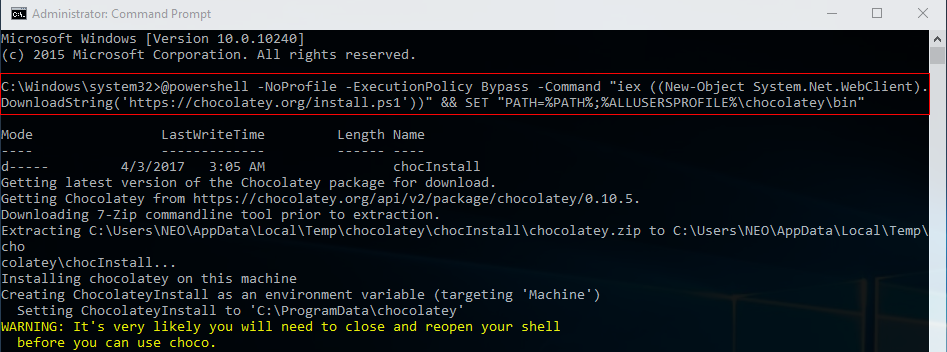 Administrator: Command Prompt
Microsoft Windows [Version 10.0.10240]
(c) 2015 Microsoft Corporation. All rights reserved.
C:\Windows\system32>@powershell -NoProfile -ExecutionPolicy Bypass -Command "iex ((New-Object System.Net.WebClient).
DownloadString('https://chocolatey.org/install.ps1'))" && SET "PATH=%PATH%;%ALLUSERSPROFILE%\chocolatey\bin"
Mode                LastWriteTime         Length Name
----                -------------         ------ ----
d-----         4/3/2017   3:05 AM                chocInstall
Getting latest version of the Chocolatey package for download.
Getting Chocolatey from https://chocolatey.org/api/v2/package/chocolatey/0.10.5.
Downloading 7-Zip commandline tool prior to extraction.
Extracting C:\Users\NEO\AppData\Local\Temp\chocolatey\chocInstall\chocolatey.zip to C:\Users\NEO\AppData\Local\Temp\
cho
colatey\chocInstall...
Installing chocolatey on this machine
Creating ChocolateyInstall as an environment variable (targeting 'Machine')
  Setting ChocolateyInstall to 'C:\ProgramData\chocolatey'
WARNING: It's very likely you will need to close and reopen your shell
  before you can use choco.